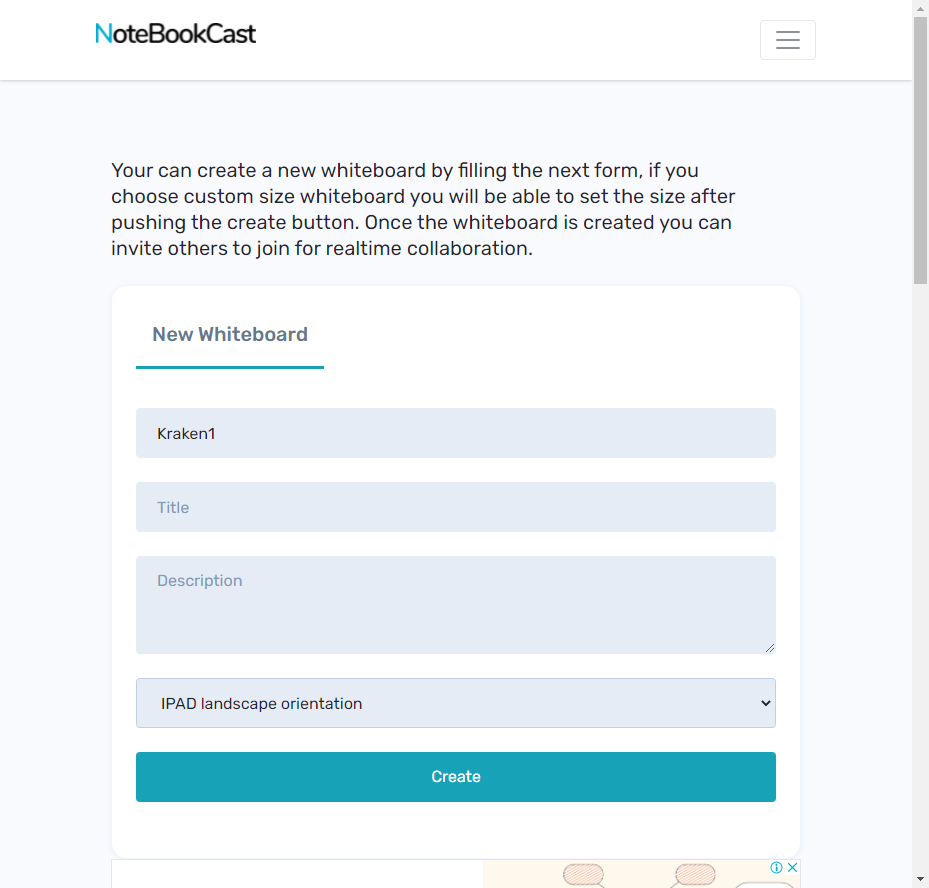 NoteBookCast
Your can create a new whiteboard by filling the next form, if you
choose custom size whiteboard you will be able to set the size after
pushing the create button. Once the whiteboard is created you can
invite others to join for realtime collaboration.
New Whiteboard
Kraken1
Title
Description
IPAD landscape orientation
Create